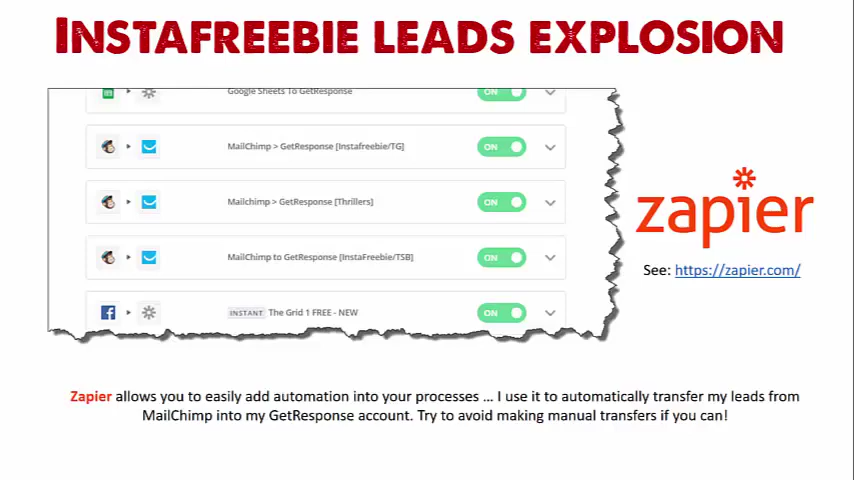 INSTAFREEBIE LEADS EXPLOSION
Google Sheets To GetResponse
ON
MailChimp > GetResponse [Instafreebie/TG]
ON
Mailchimp > GetResponse [Thrillers]
ON
MailChimp to GetResponse [InstaFreebie/TSB]
ON
INSTANT The Grid 1 FREE - NEW
ON
zapier
See: https://zapier.com/
Zapier allows you to easily add automation into your processes ... I use it to automatically transfer my leads from
MailChimp into my GetResponse account. Try to avoid making manual transfers if you can!